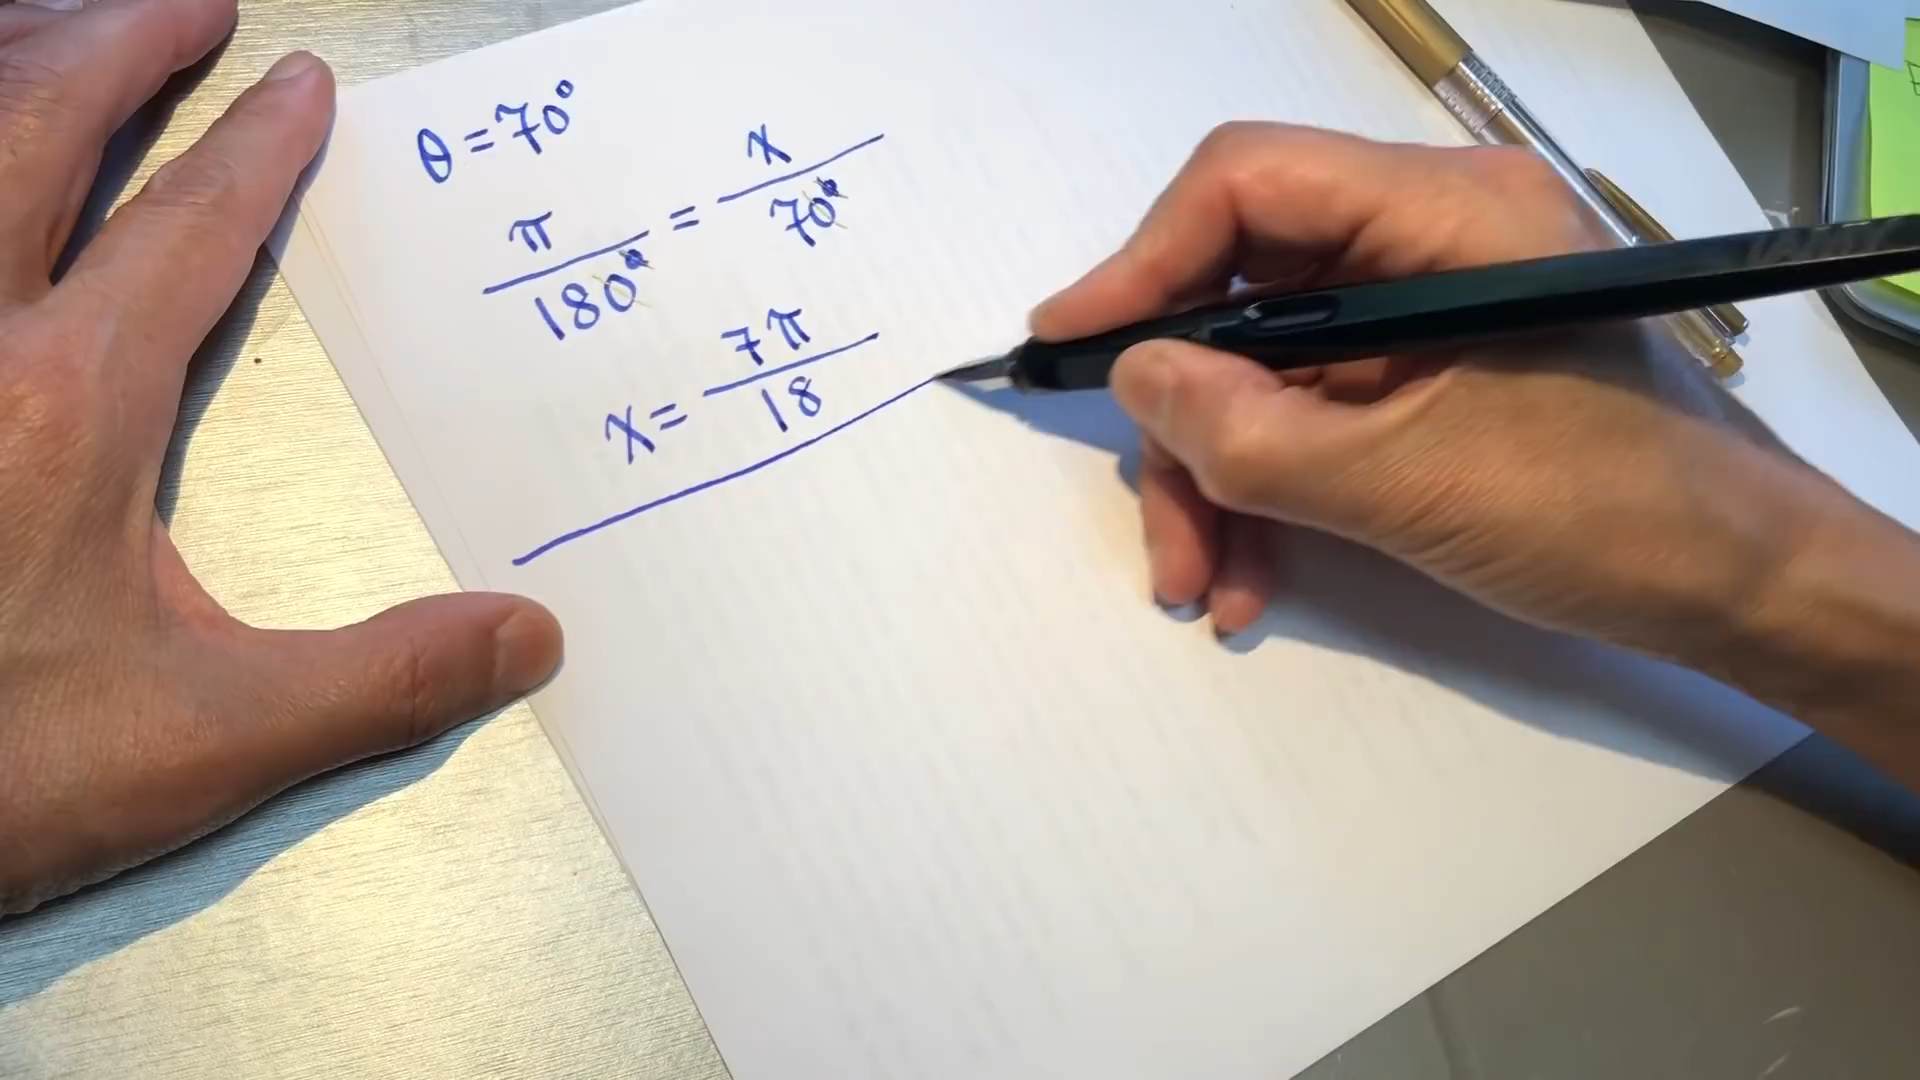 θ = 70°
π/180° = x/70°
x = 7π/18